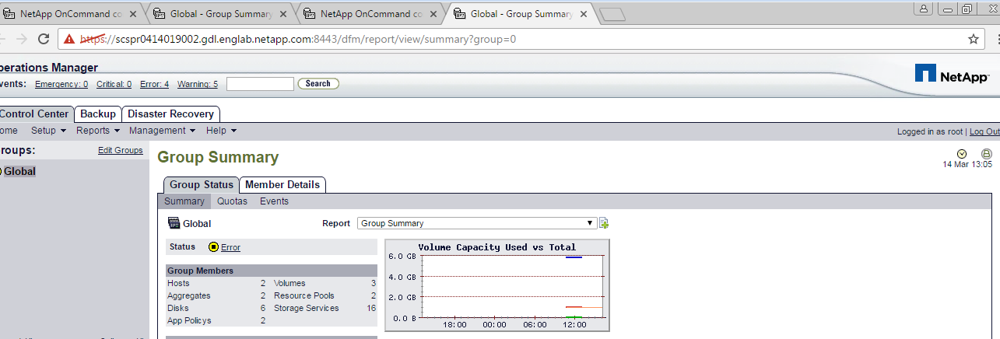 NetApp OnCommand co
Global - Group Summary
NetApp OnCommand co
Global - Group Summary
https://scspr0414019002.gdl.englab.netapp.com:8443/dfm/report/view/summary?group=0
perations Manager
vents: Emergency: 0 Critical: 0 Error: 4 Warning: 5 Search
NetApp
Control Center Backup Disaster Recovery
ome Setup Reports Management Help Logged in as root | Log Out
roups: Edit Groups
Global
Group Summary
14 Mar 13:05
Group Status Member Details
Summary Quotas Events
Global Report Group Summary
Status Error
Group Members
Hosts 2 Volumes 3
Aggregates 2 Resource Pools 2
Disks 6 Storage Services 16
App Policys 2
Volume Capacity Used vs Total
6.0 GB
4.0 GB
2.0 GB
0.0 B
18:00 00:00 06:00 12:00